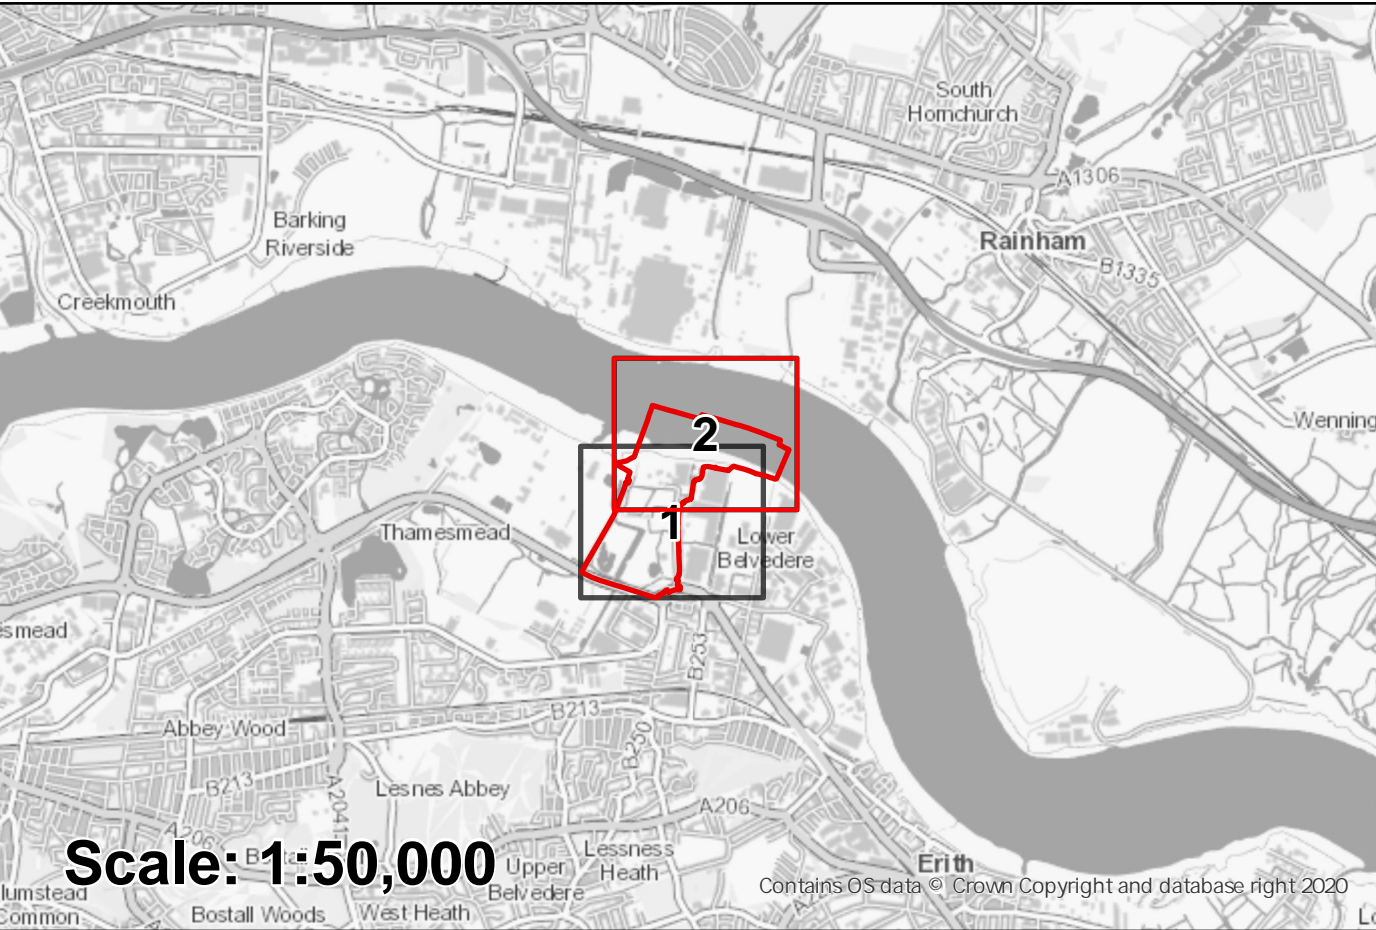 South
Hornchurch
A1306
Barking
Riverside
Rainham
B1335
Creekmouth
Wenning
2
1
Thamesmead
Lower
Belvedere
esmead
B253
Abbey Wood
B213
B250
B213
A2041
Lesnes Abbey
A206
A206
Scale: 1:50,000
Upper
Belvedere
Lessness
Heath
Erith
Contains OS data © Crown Copyright and database right 2020
lumstead
Common
Bostall Woods
West Heath